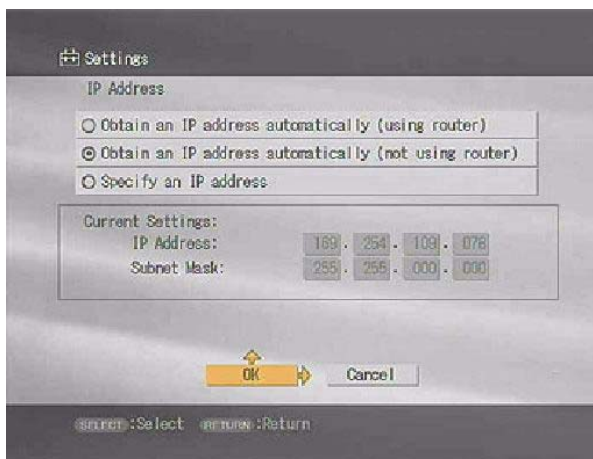 Settings
IP Address
Obtain an IP address automatically (using router)
Obtain an IP address automatically (not using router)
Specify an IP address
Current Settings:
IP Address: 169 . 254 . 109 . 076
Subnet Mask: 255 . 255 . 000 . 000
OK Cancel
SELECT :Select RETURN :Return